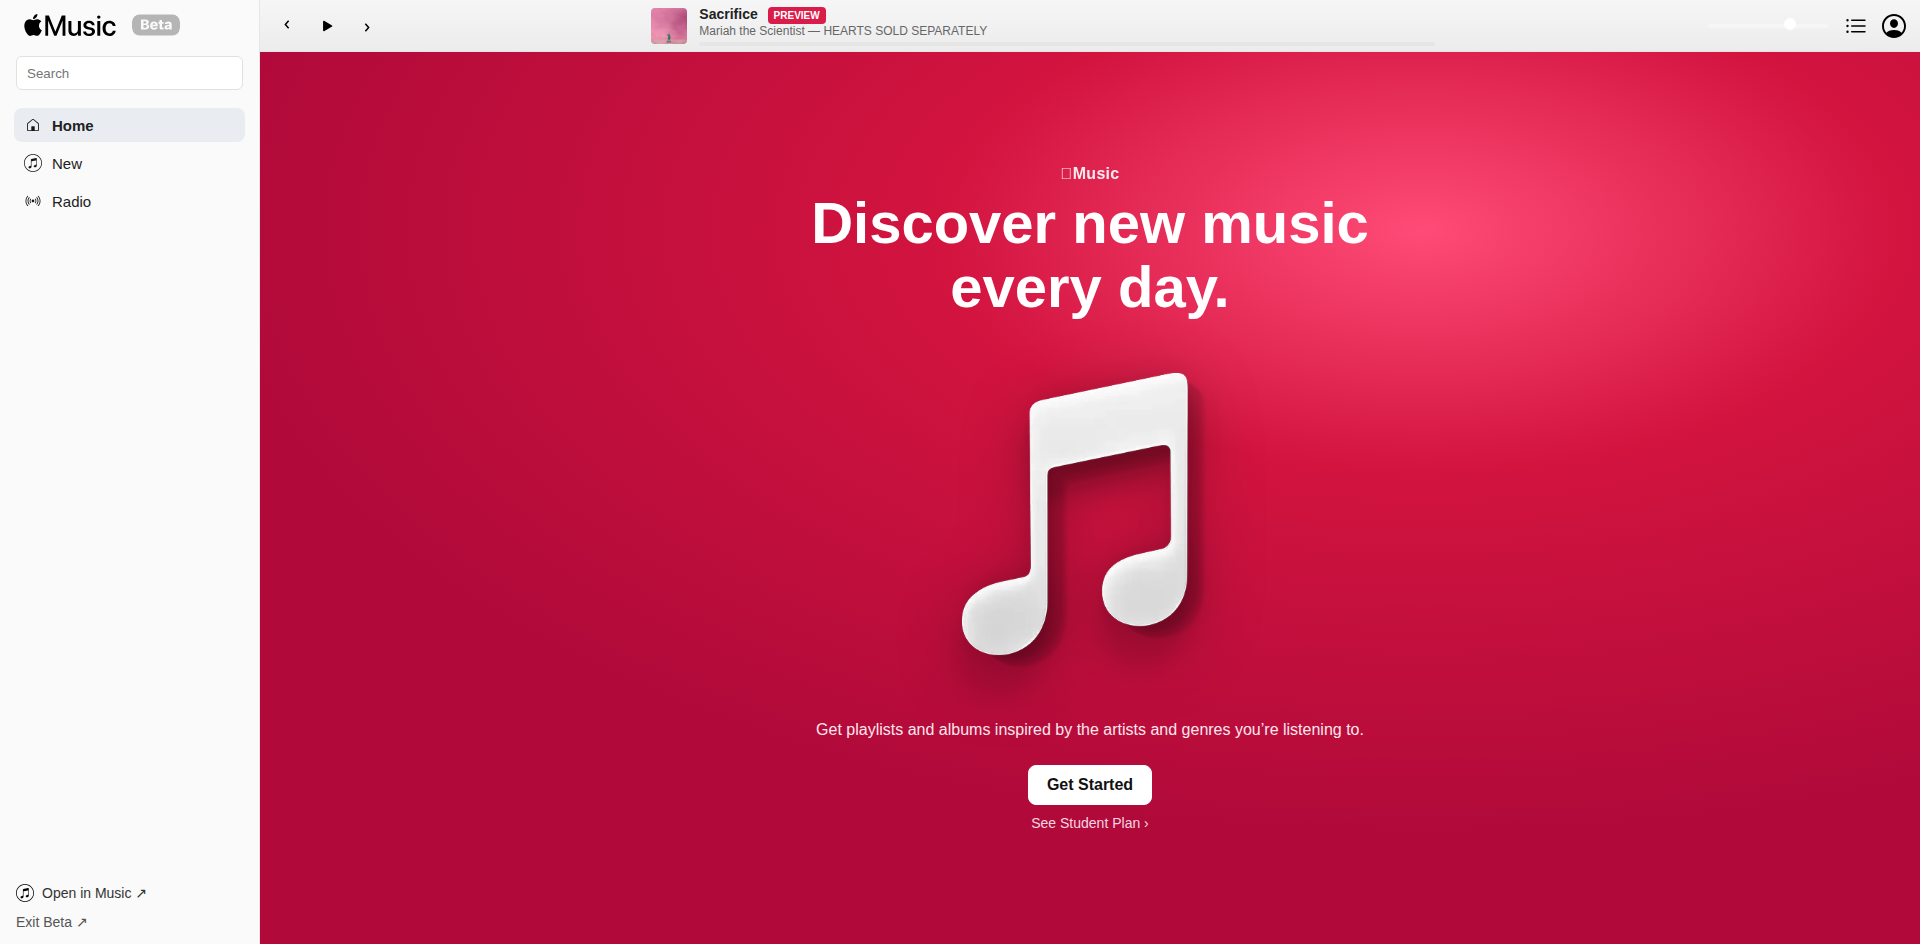 Music Beta
Search
Home
New
Radio
Open in Music ↗
Exit Beta ↗
Sacrifice PREVIEW
Mariah the Scientist — HEARTS SOLD SEPARATELY
Music
Discover new music
every day.
Get playlists and albums inspired by the artists and genres you’re listening to.
Get Started
See Student Plan ›